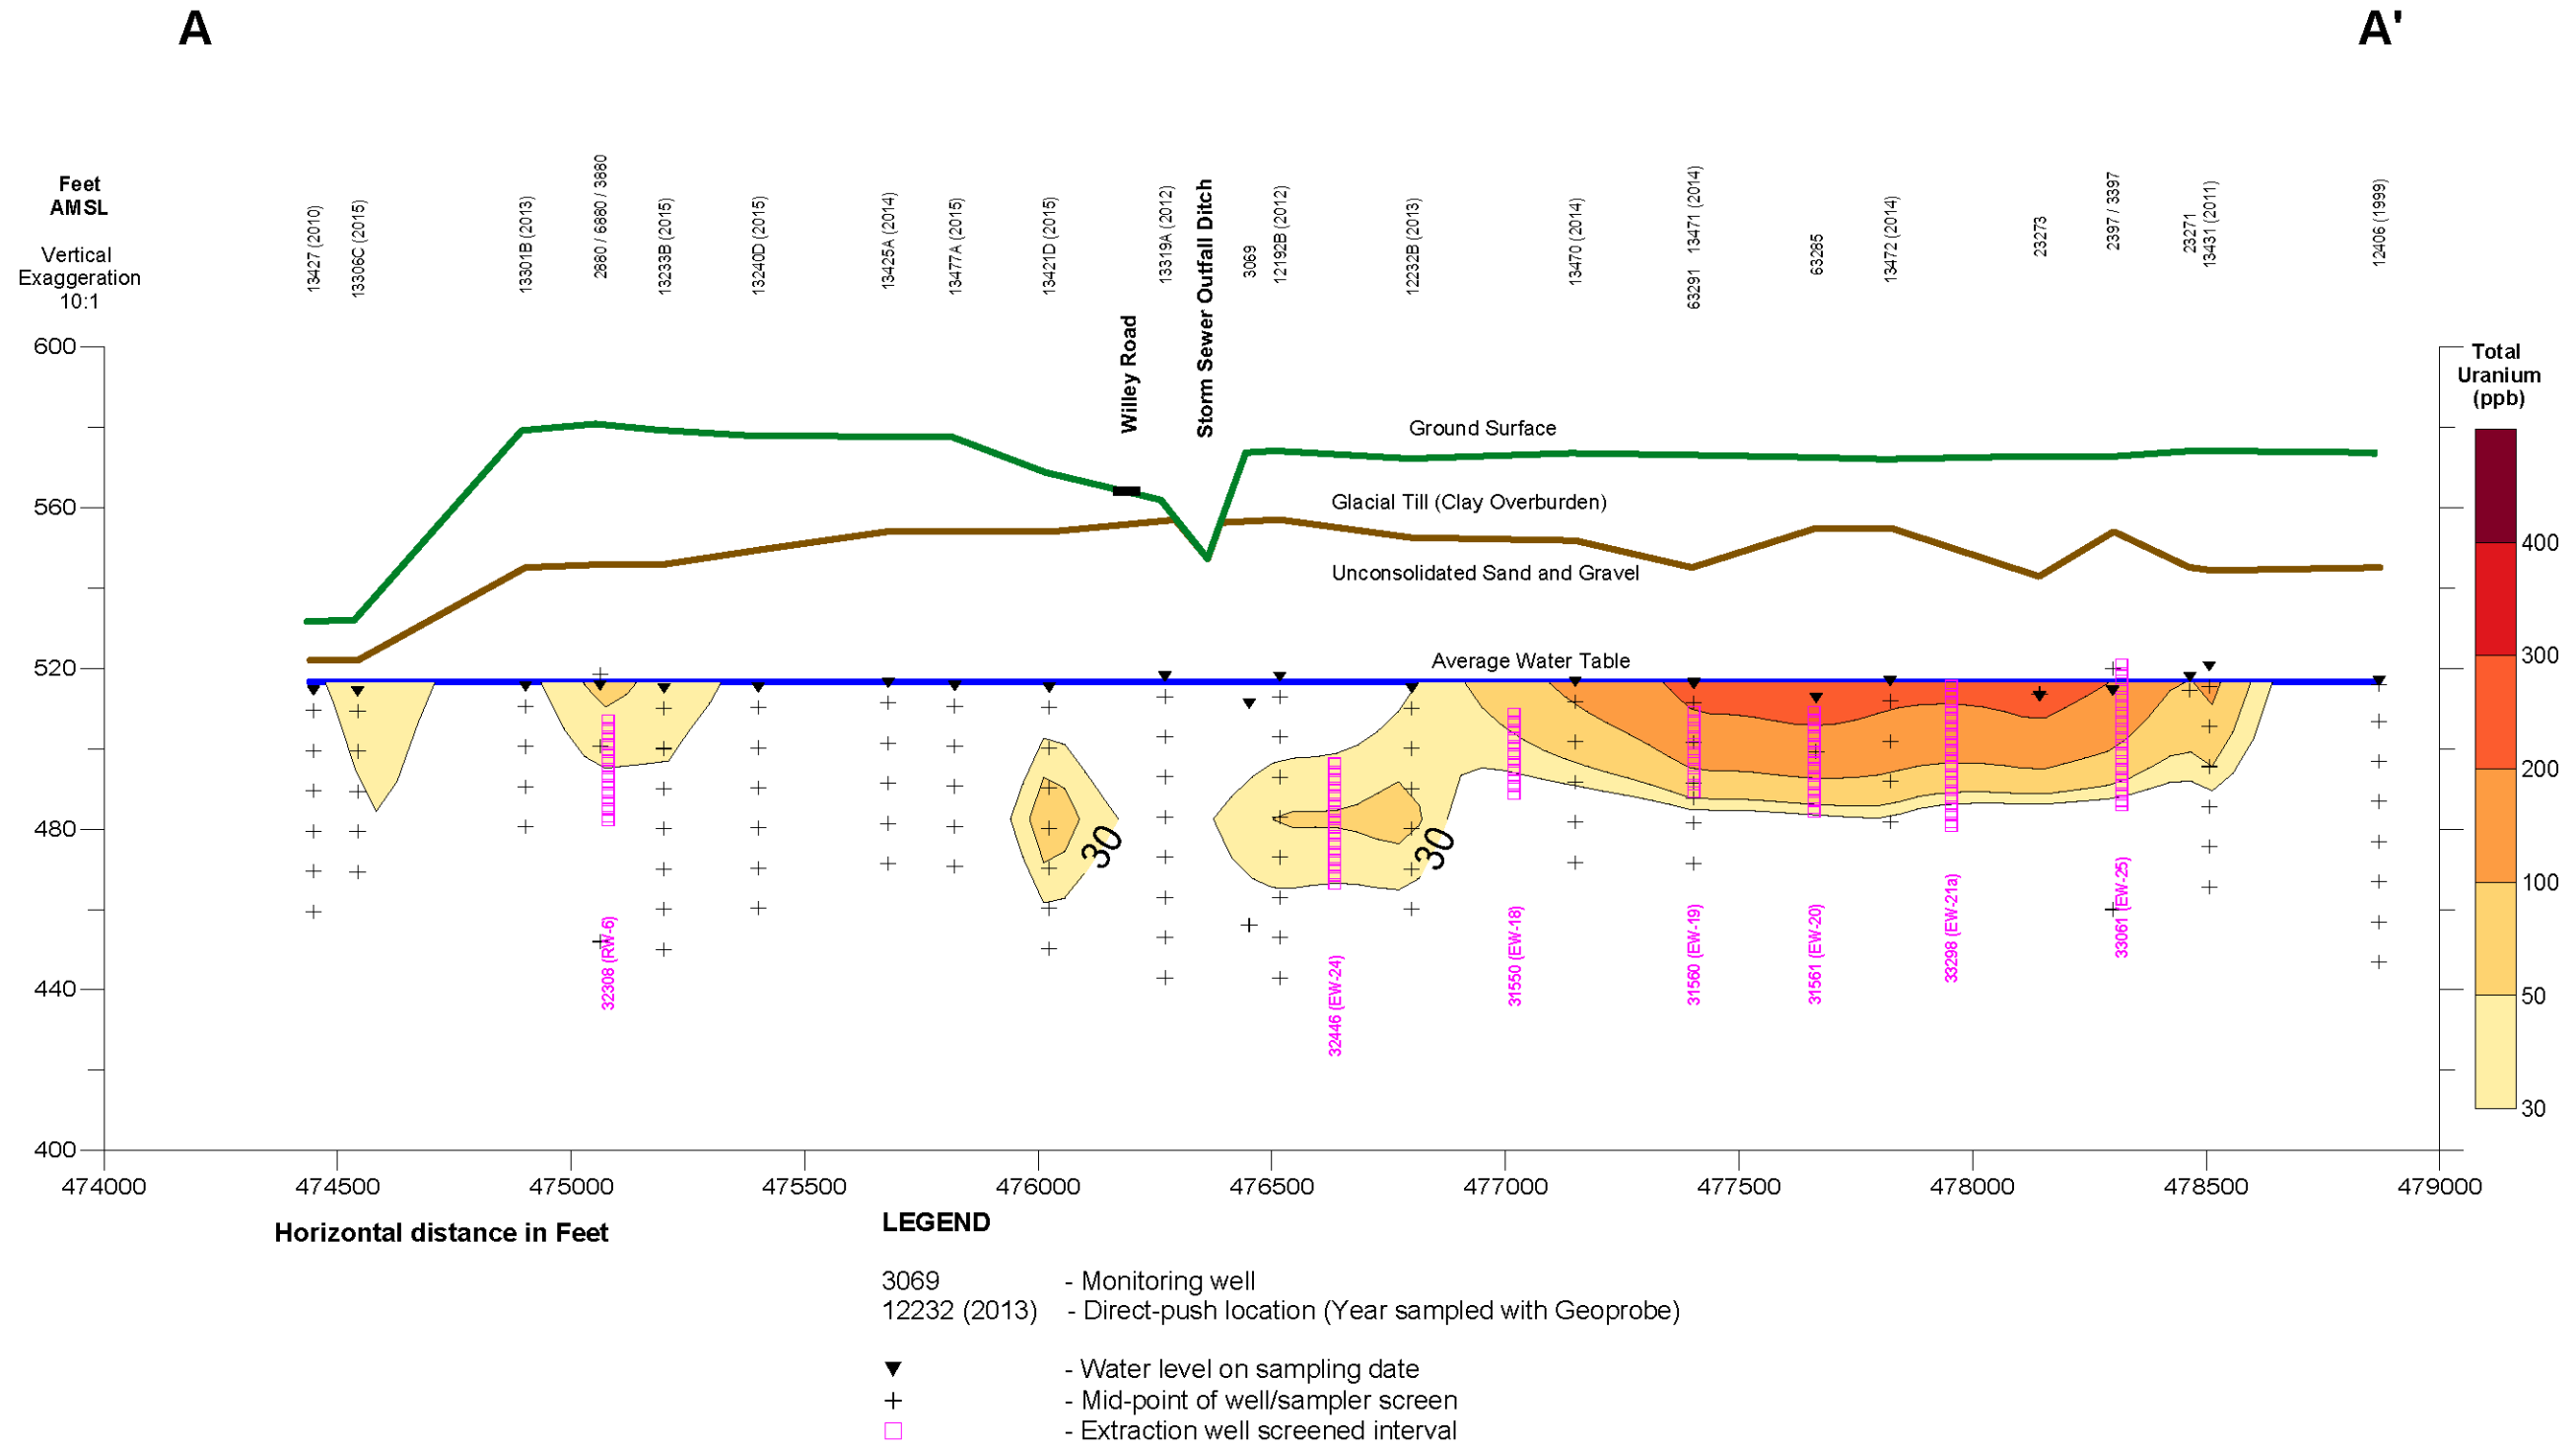 A
A'
Feet
AMSL
Vertical
Exaggeration
10:1
13427 (2010)
13306C (2015)
13301B (2013)
2880 / 6880 / 3880
13233B (2015)
13240D (2015)
13425A (2014)
13477A (2015)
13421D (2015)
Willey Road
13319A (2012)
Storm Sewer Outfall Ditch
3069
12192B (2012)
12232B (2013)
13470 (2014)
63291
13471 (2014)
63285
13472 (2014)
23273
2397 / 3397
23271
13431 (2011)
12406 (1999)
600
560
520
480
440
400
Ground Surface
Glacial Till (Clay Overburden)
Unconsolidated Sand and Gravel
Average Water Table
30
30
32308 (RW-6)
32446 (EW-24)
31550 (EW-18)
31560 (EW-19)
31561 (EW-20)
33298 (EW-21a)
33061 (EW-25)
Total
Uranium
(ppb)
400
300
200
100
50
30
474000
474500
475000
475500
476000
476500
477000
477500
478000
478500
479000
Horizontal distance in Feet
LEGEND
3069 - Monitoring well
12232 (2013) - Direct-push location (Year sampled with Geoprobe)
- Water level on sampling date
- Mid-point of well/sampler screen
- Extraction well screened interval